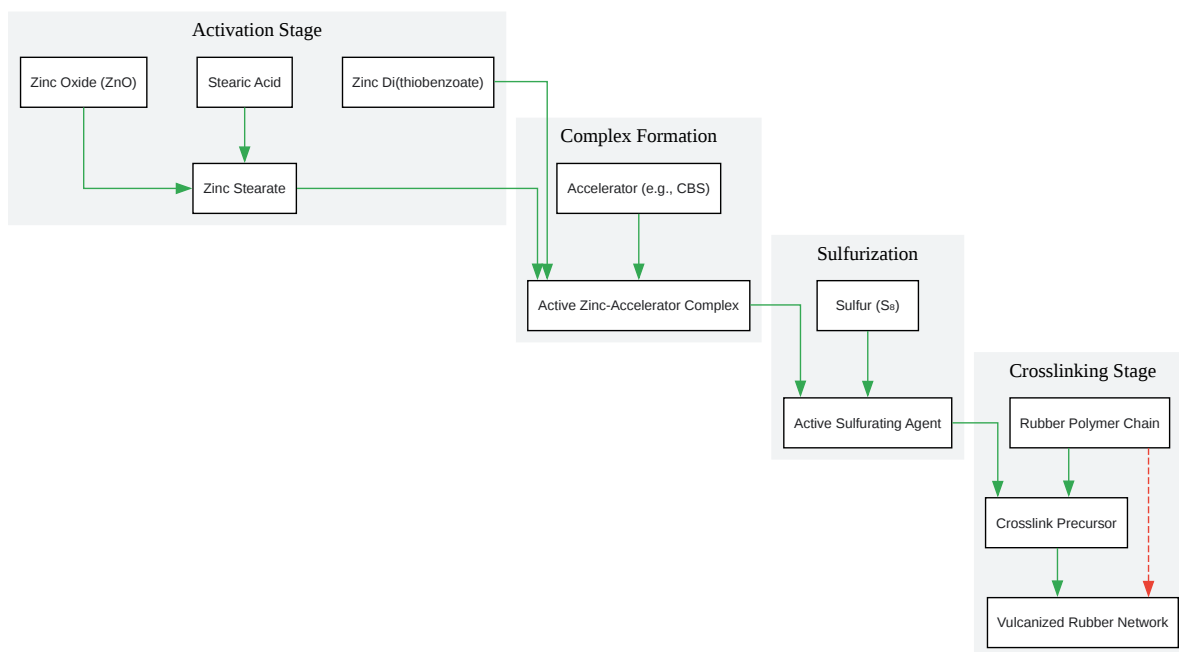 Activation Stage
Zinc Oxide (ZnO)
Stearic Acid
Zinc Di(thiobenzoate)
Zinc Stearate
Complex Formation
Accelerator (e.g., CBS)
Active Zinc-Accelerator Complex
Sulfurization
Sulfur (S₈)
Active Sulfurating Agent
Crosslinking Stage
Rubber Polymer Chain
Crosslink Precursor
Vulcanized Rubber Network